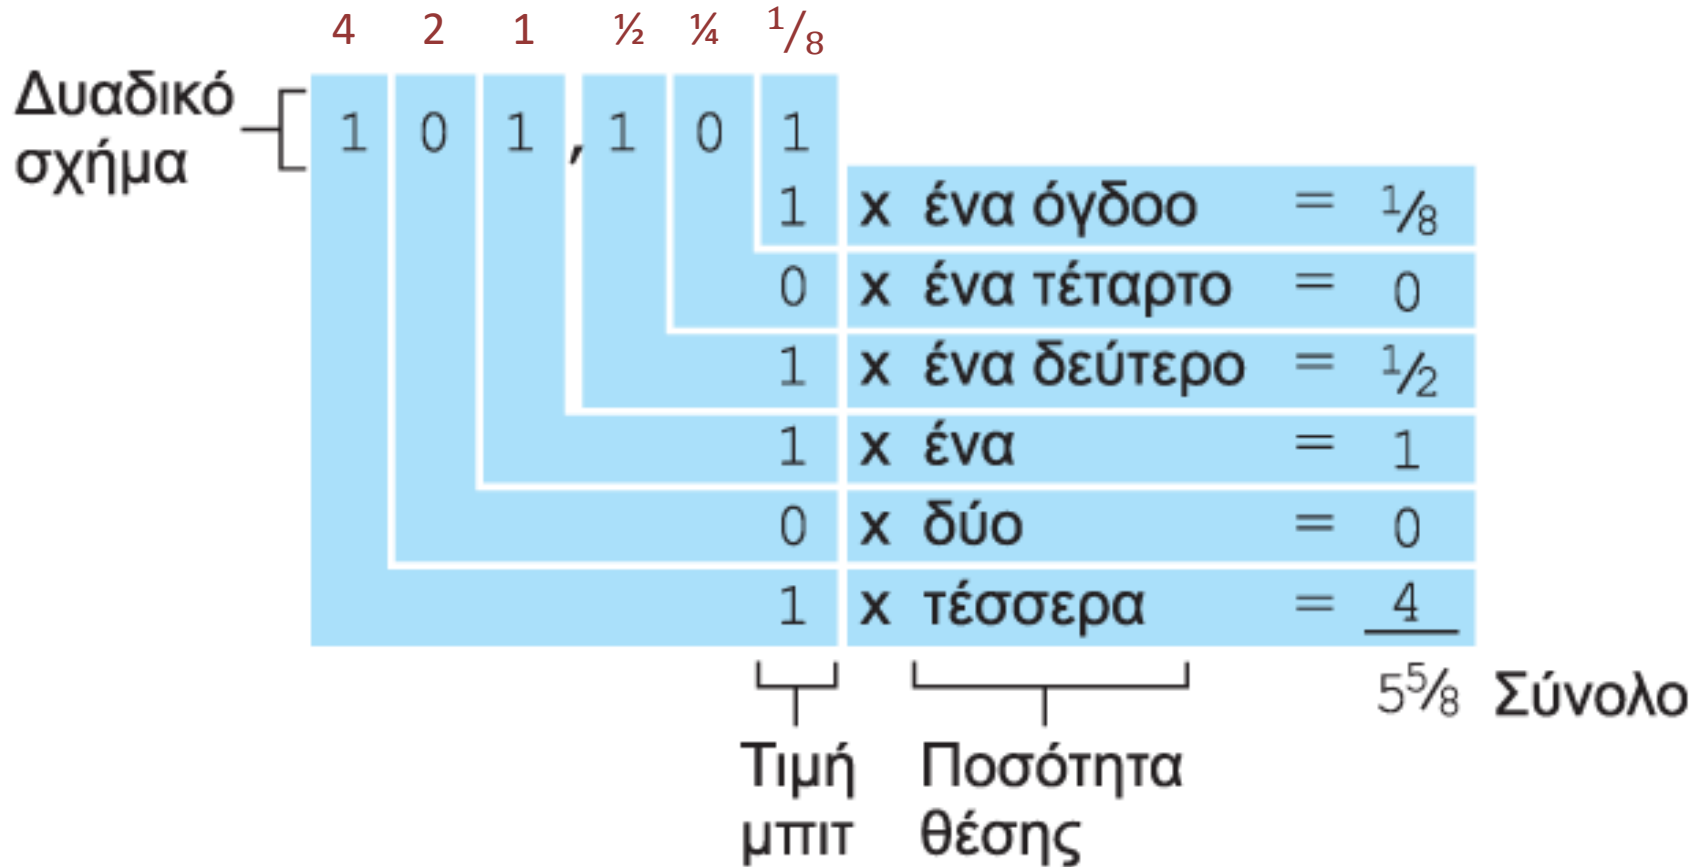 4 2 1 ½ ¼ 1/8
Δυαδικό
σχήμα
1 0 1 , 1 0 1
1 x ένα όγδοο = 1/8
0 x ένα τέταρτο = 0
1 x ένα δεύτερο = 1/2
1 x ένα = 1
0 x δύο = 0
1 x τέσσερα = 4
5 5/8 Σύνολο
Τιμή
μπιτ
Ποσότητα
θέσης